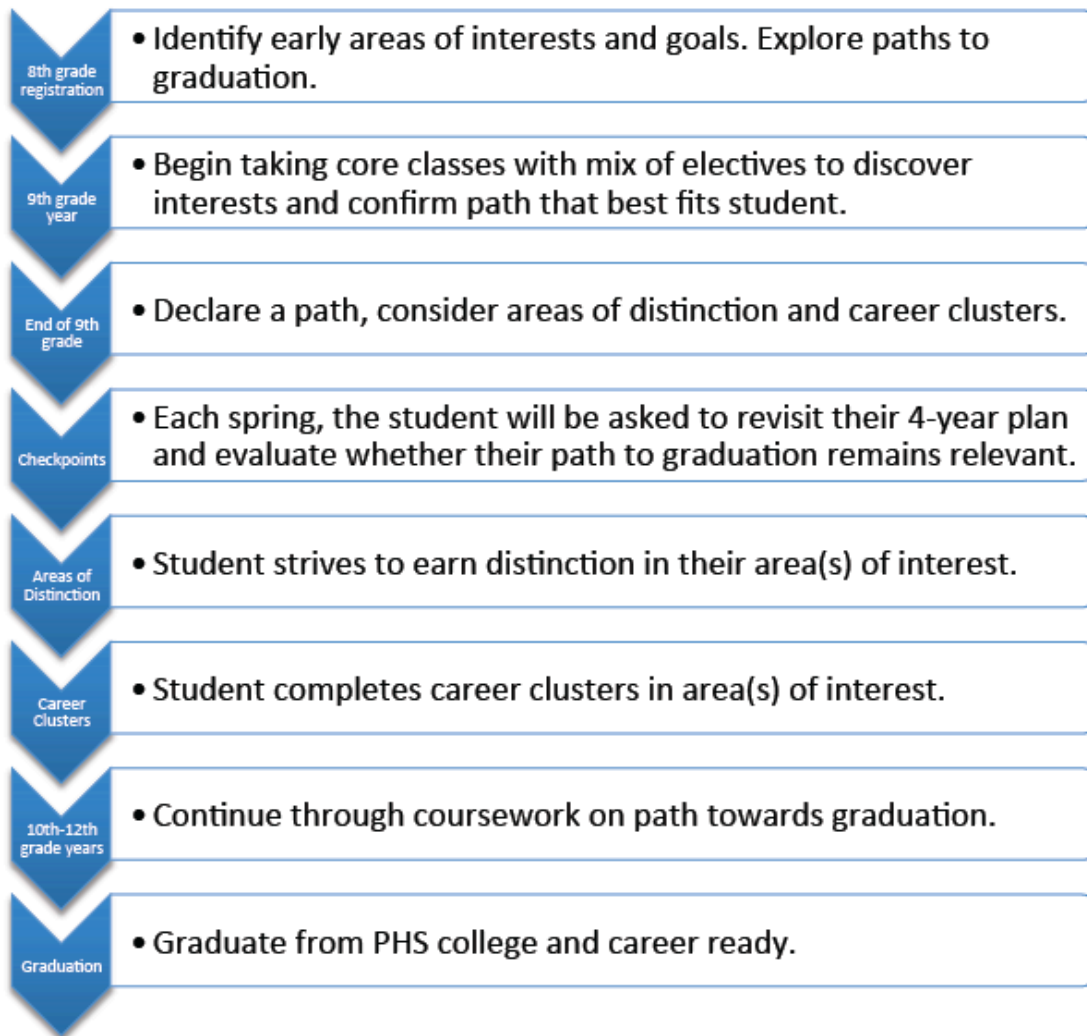 8th grade
registration
• Identify early areas of interests and goals. Explore paths to
graduation.
9th grade
year
• Begin taking core classes with mix of electives to discover
interests and confirm path that best fits student.
End of 9th
grade
• Declare a path, consider areas of distinction and career clusters.
Checkpoints
• Each spring, the student will be asked to revisit their 4-year plan
and evaluate whether their path to graduation remains relevant.
Areas of
Distinction
• Student strives to earn distinction in their area(s) of interest.
Career
Clusters
• Student completes career clusters in area(s) of interest.
10th-12th
grade years
• Continue through coursework on path towards graduation.
Graduation
• Graduate from PHS college and career ready.